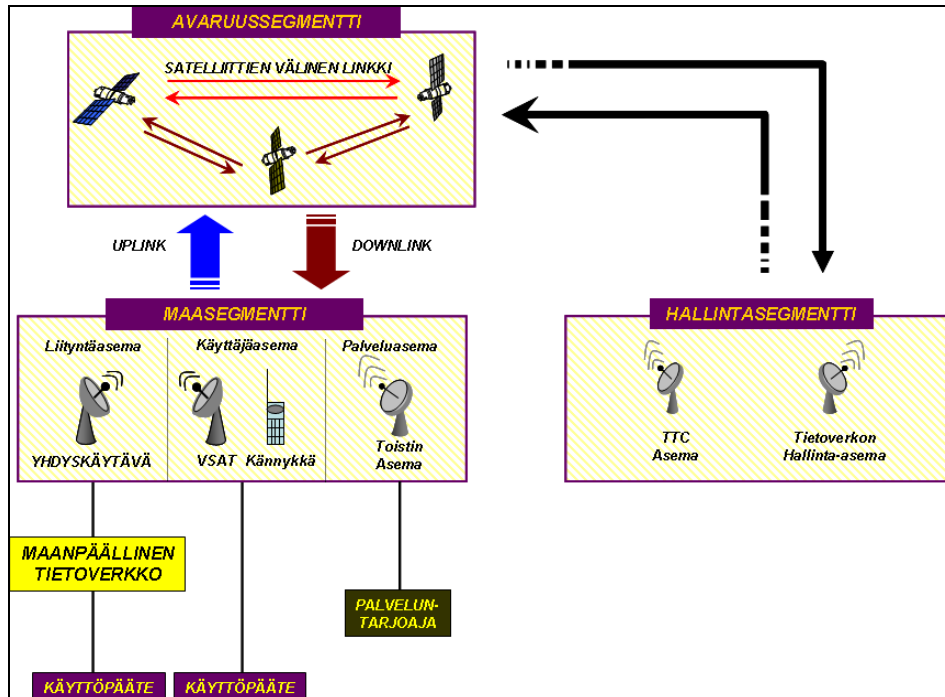 AVARUUSSEGMENTTI
SATELLIITTIEN VÄLINEN LINKKI
UPLINK
DOWNLINK
MAASEGMENTTI
Liityntäasema
Käyttäjäasema
Palveluasema
YHDYSKÄYTÄVÄ
VSAT
Kännykkä
Toistin
Asema
HALLINTASEGMENTTI
TTC
Asema
Tietoverkon
Hallinta-asema
MAANPÄÄLLINEN
TIETOVERKKO
PALVELUN-
TARJOAJA
KÄYTTÖPÄÄTE
KÄYTTÖPÄÄTE